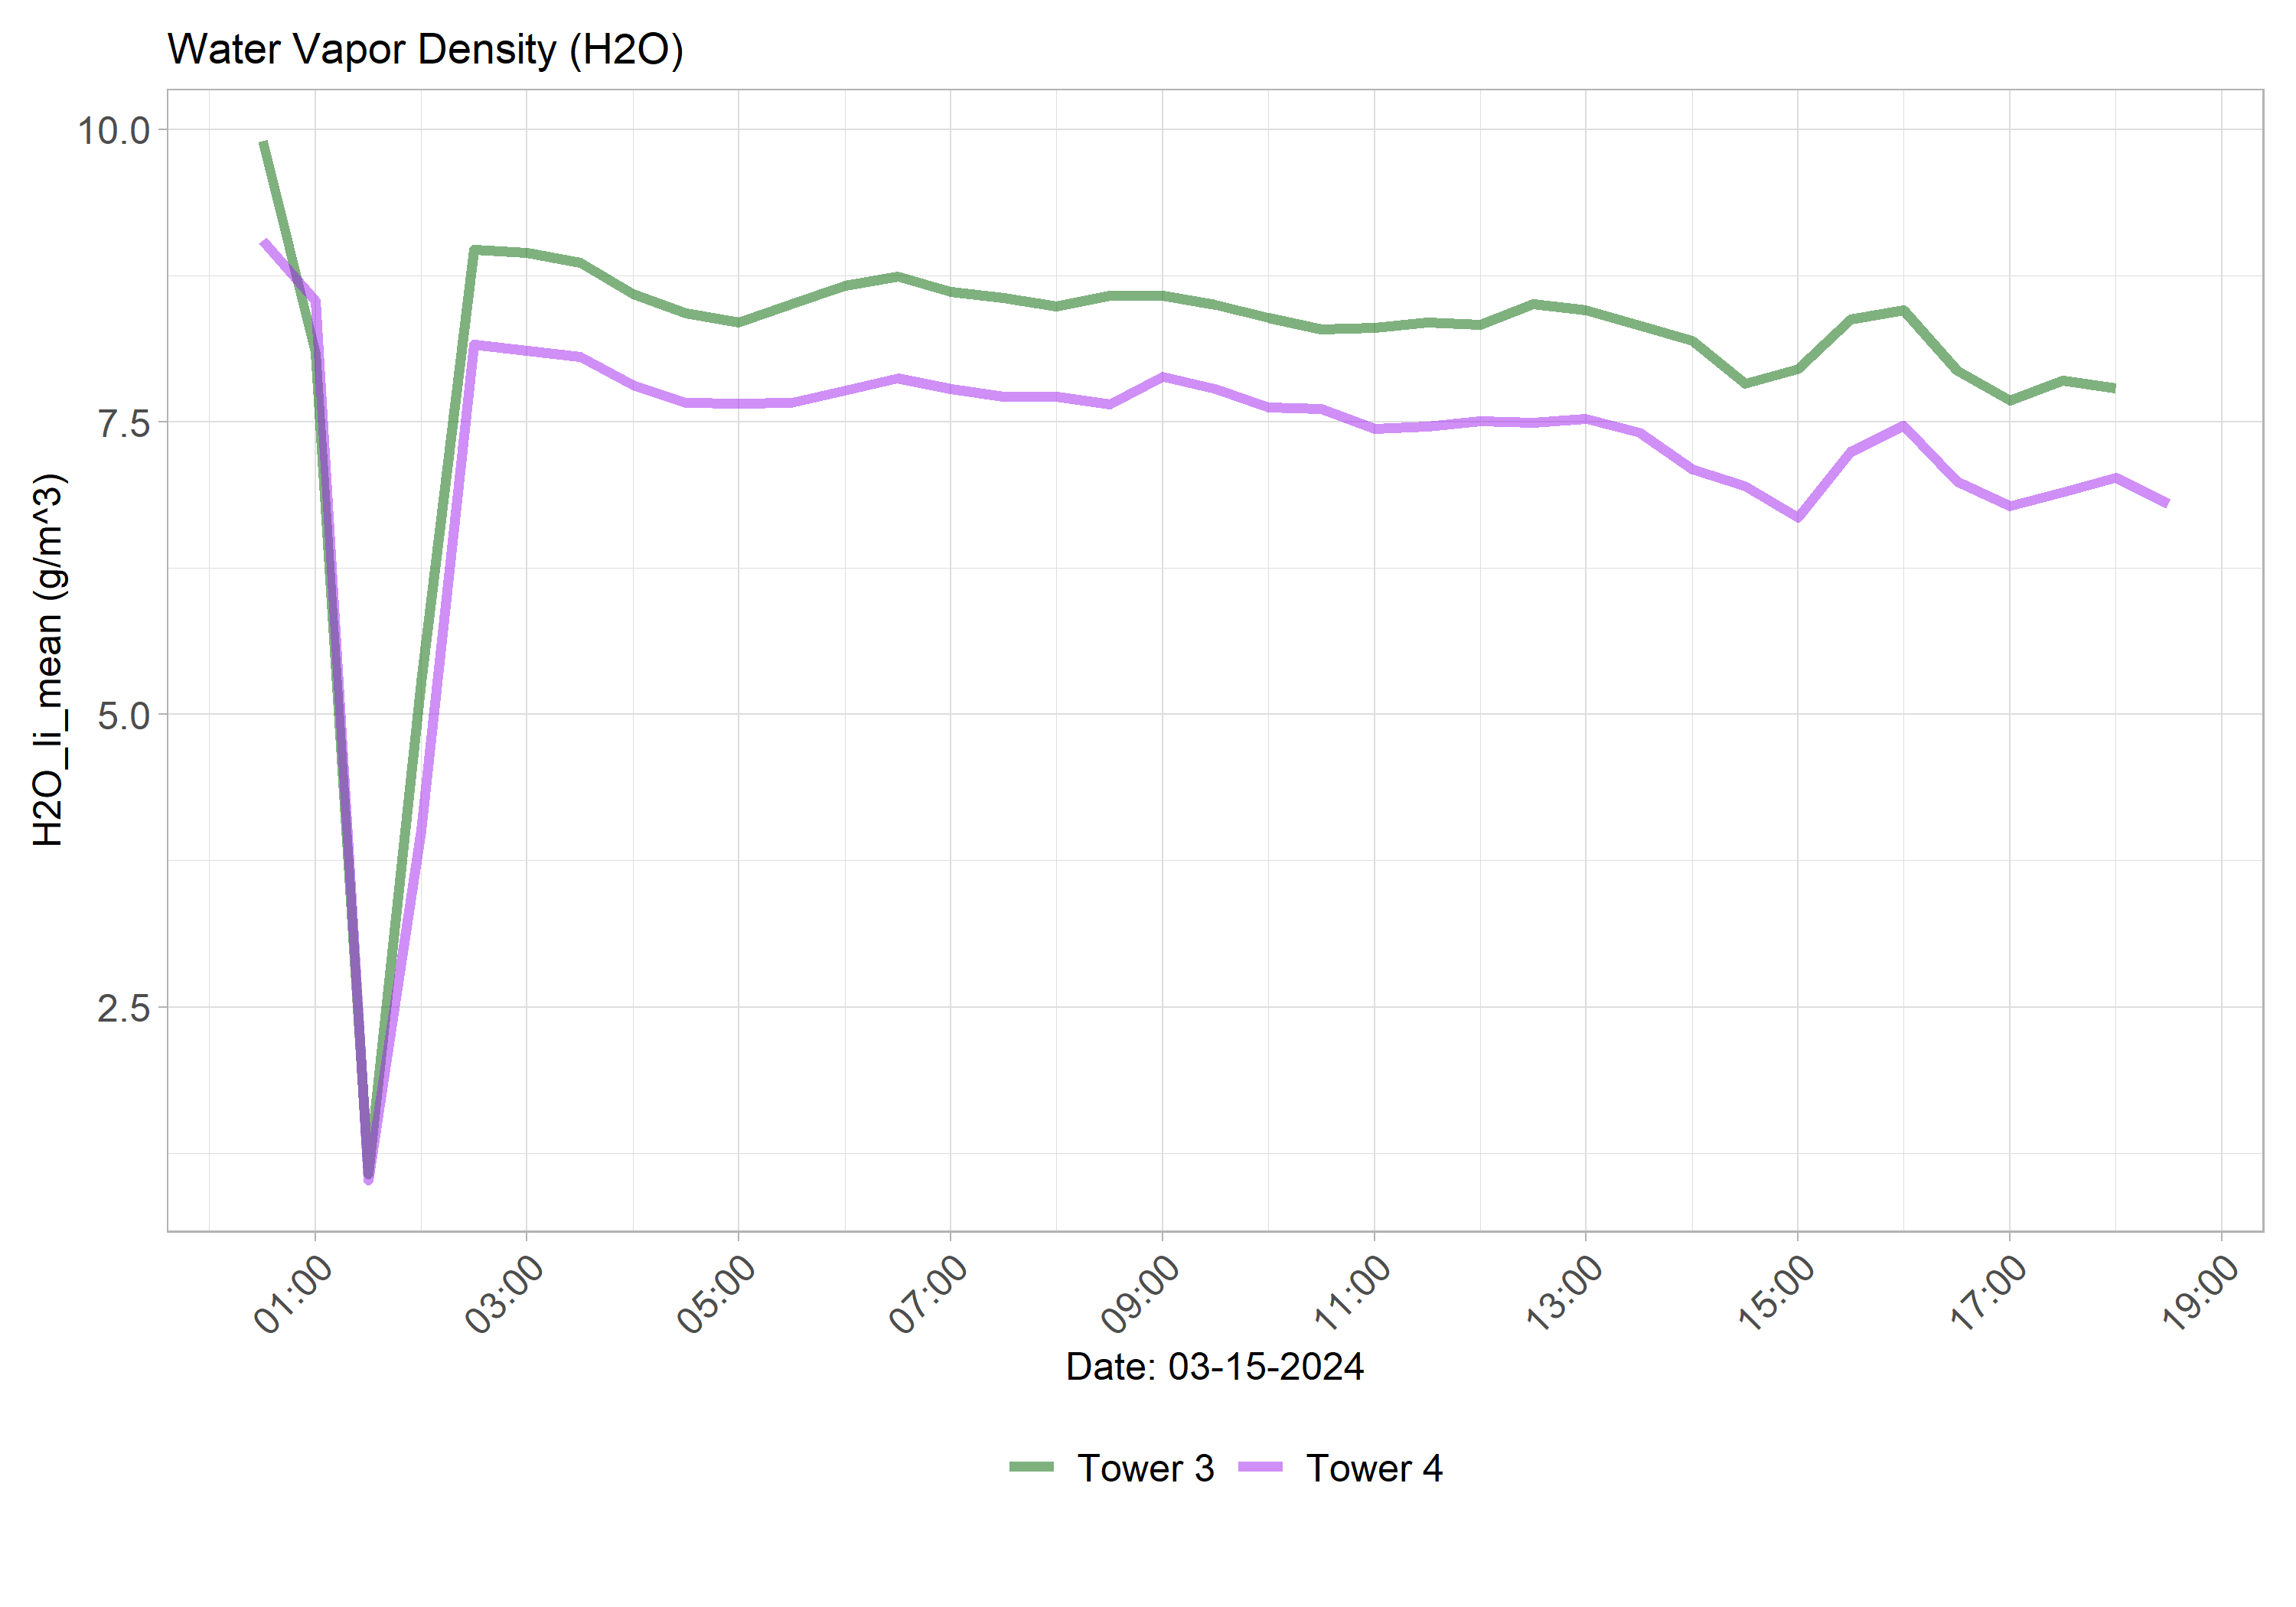 Water Vapor Density (H2O)
H2O_li_mean (g/m^3)
10.0
7.5
5.0
2.5
01:00
03:00
05:00
07:00
09:00
11:00
13:00
15:00
17:00
19:00
Date: 03-15-2024
Tower 3
Tower 4